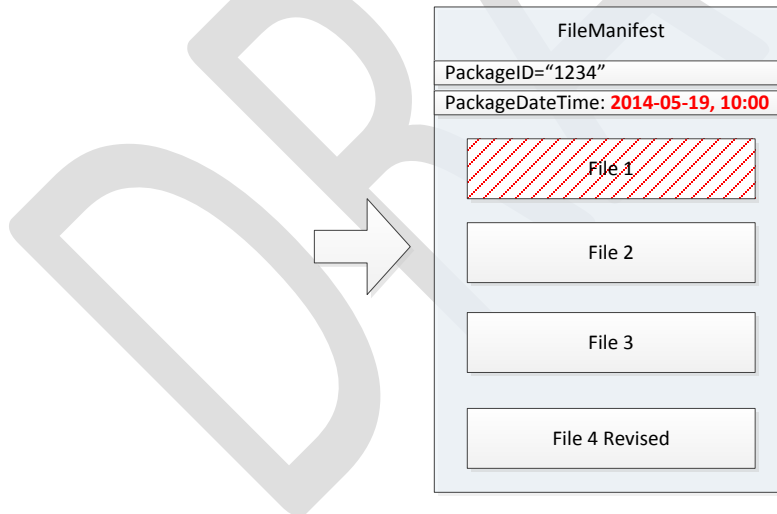 FileManifest
PackageID=“1234”
PackageDateTime: 2014-05-19, 10:00
File 1
File 2
File 3
File 4 Revised